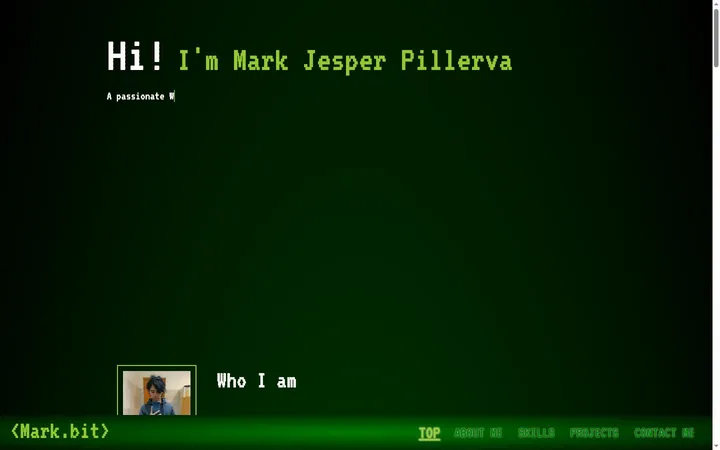 Hi! I'm Mark Jesper Pillerva
A passionate W
Who I am
<Mark.bit>
TOP ABOUT ME SKILLS PROJECTS CONTACT ME